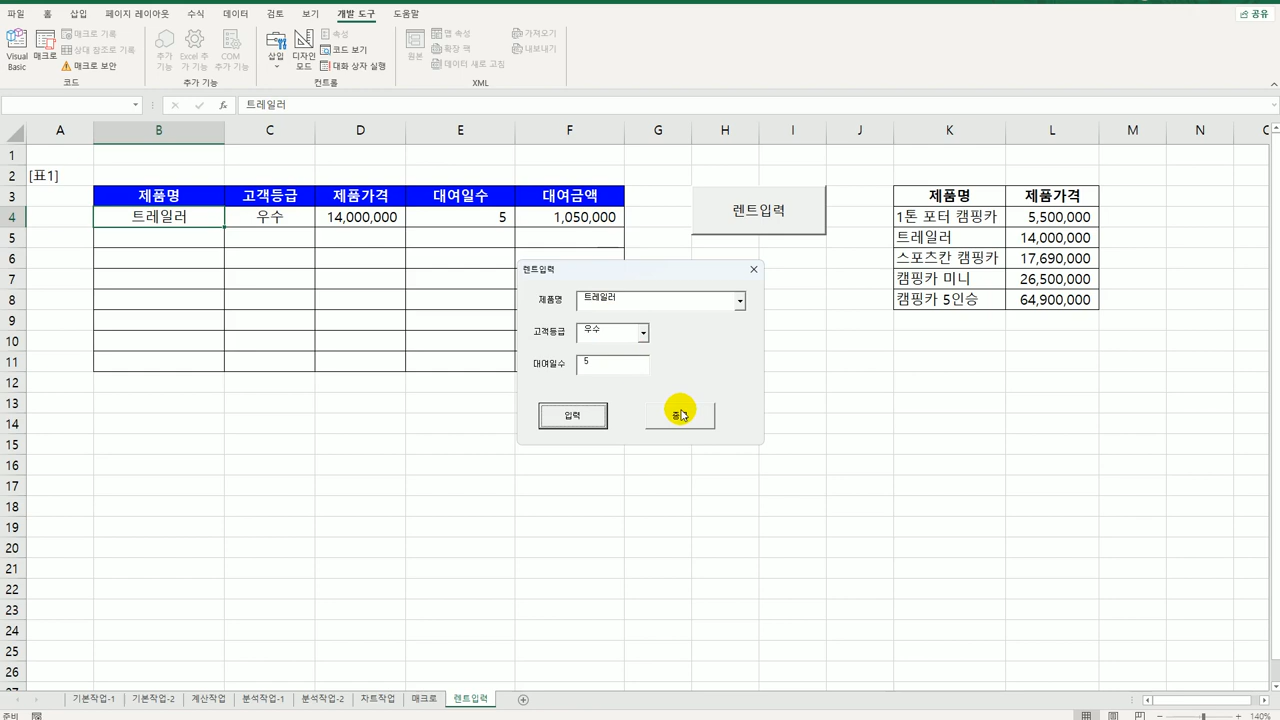 파일 홈 삽입 페이지 레이아웃 수식 데이터 검토 보기 개발 도구 도움말 공유
Visual Basic
매크로
매크로 기록
상대 참조로 기록
매크로 보안
코드
추가 기능
Excel 추가 기능
COM 추가 기능
추가 기능
삽입
디자인 모드
속성
코드 보기
대화 상자 실행
컨트롤
원본
맵 속성
확장 팩
데이터 새로 고침
가져오기
내보내기
XML
fx 트레일러
A B C D E F G H I J K L M N
1
2 [표1]
3 제품명 고객등급 제품가격 대여일수 대여금액 제품명 제품가격
4 트레일러 우수 14,000,000 5 1,050,000 1톤 포터 캠핑카 5,500,000
렌트입력
5 트레일러 14,000,000
6 스포츠칸 캠핑카 17,690,000
7 캠핑카 미니 26,500,000
8 캠핑카 5인승 64,900,000
9
10
11
12
13
14
15
16
17
18
19
20
21
22
23
24
25
26
렌트입력
제품명 트레일러
고객등급 우수
대여일수 5
입력
기본작업-1 기본작업-2 계산작업 분석작업-1 분석작업-2 차트작업 매크로 렌트입력
준비 140%